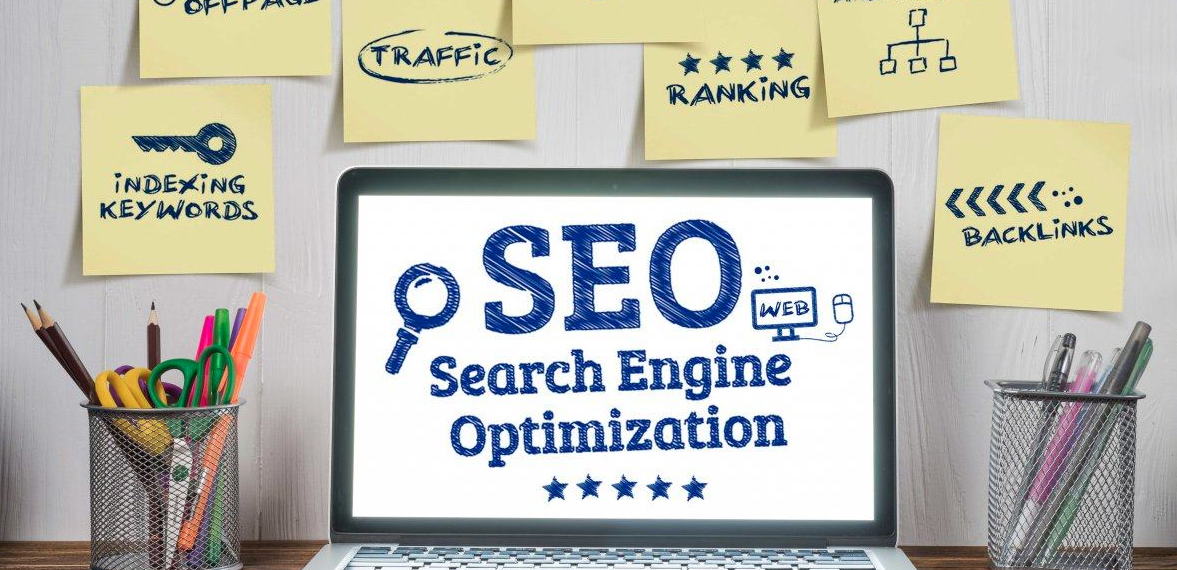 OFFPAGE
TRAFFiC
RANKiNG
iNDEXiNG
KEYWORDS
BACKLiNKS
SEO
WEB
Search Engine
Optimization